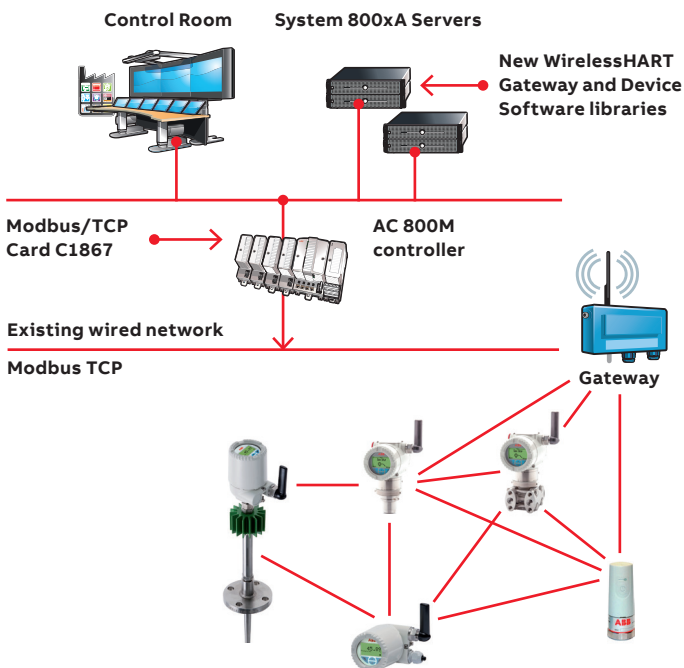 Control Room
System 800xA Servers
New WirelessHART
Gateway and Device
Software libraries
Modbus/TCP
Card C1867
AC 800M
controller
Existing wired network
Modbus TCP
Gateway
ABB